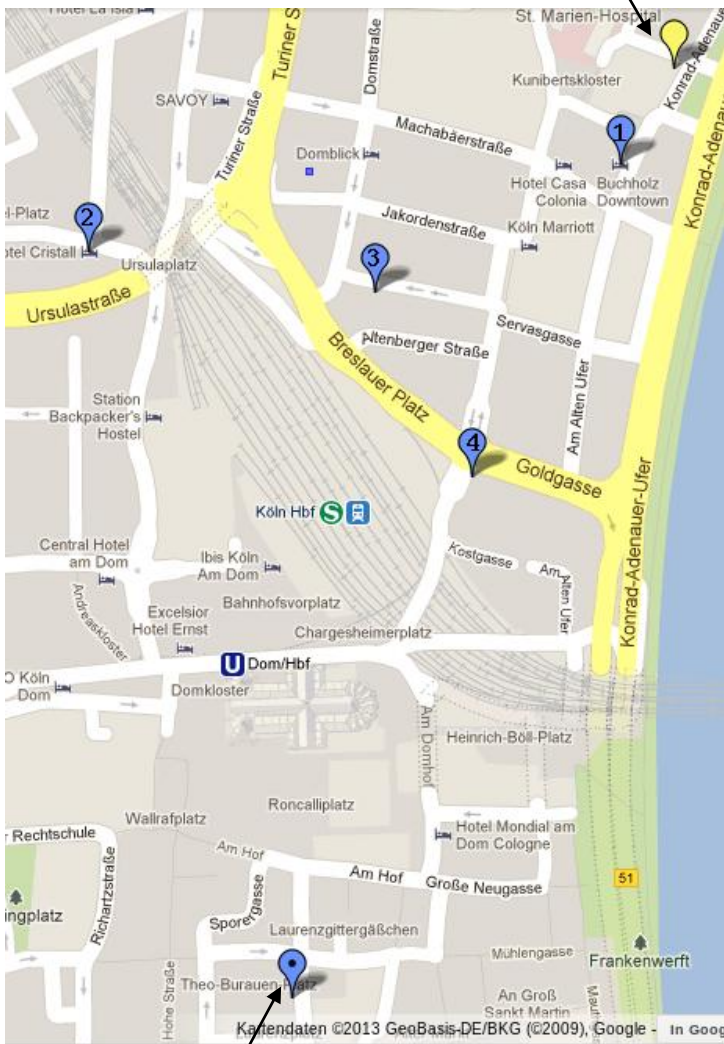 Hotel La Isla
St. Marien-Hospital
Turiner S
Domstraße
Konrad-Adenaue
Kunibertskloster
SAVOY
Turiner Straße
Machabäerstraße
1
Domblick
Hotel Casa
Colonia
Buchholz
Downtown
Konrad-Adenau
2
el-Platz
otel Cristall
Jakordenstraße
Köln Marriott
Ursulaplatz
3
Ursulastraße
Servasgasse
Altenberger Straße
Breslauer Platz
Am Alten Ufer
Station
Backpacker's
Hostel
4
Goldgasse
Köln Hbf S
Konrad-Adenauer-Ufer
Central Hotel
am Dom
Ibis Köln
Am Dom
Kostgasse
Am
Alten Ufer
Andreaskloster
Bahnhofsvorplatz
Excelsior
Hotel Ernst
Chargesheimerplatz
U Dom/Hbf
O Köln
Dom
Domkloster
Am Domhof
Heinrich-Böll-Platz
Wallrafplatz
Roncalliplatz
r Rechtschule
Hotel Mondial am
Dom Cologne
Am Hof
Am Hof
Große Neugasse
51
Richartzstraße
ingplatz
Sporergasse
Laurenzgittergäßchen
Mühlengasse
Frankenwerft
Hohe Straße
Theo-Burauen-Platz
An Groß
Sankt Martin
Kartendaten ©2013 GeoBasis-DE/BKG (©2009), Google -
In Goog